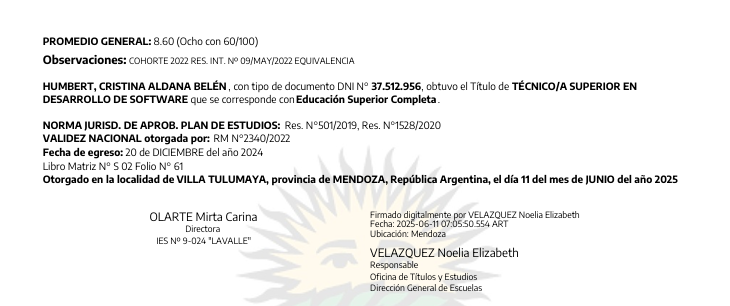 PROMEDIO GENERAL: 8.60 (Ocho con 60/100)
Observaciones: COHORTE 2022 RES. INT. Nº 09/MAY/2022 EQUIVALENCIA
HUMBERT, CRISTINA ALDANA BELÉN , con tipo de documento DNI N° 37.512.956, obtuvo el Título de TÉCNICO/A SUPERIOR EN
DESARROLLO DE SOFTWARE que se corresponde con Educación Superior Completa .
NORMA JURISD. DE APROB. PLAN DE ESTUDIOS: Res. N°501/2019, Res. N°1528/2020
VALIDEZ NACIONAL otorgada por: RM N°2340/2022
Fecha de egreso: 20 de DICIEMBRE del año 2024
Libro Matriz N° S 02 Folio N° 61
Otorgado en la localidad de VILLA TULUMAYA, provincia de MENDOZA, República Argentina, el día 11 del mes de JUNIO del año 2025
OLARTE Mirta Carina
Directora
IES Nº 9-024 "LAVALLE"
Firmado digitalmente por VELAZQUEZ Noelia Elizabeth
Fecha: 2025-06-11 07:05:50.554 ART
Ubicación: Mendoza
VELAZQUEZ Noelia Elizabeth
Responsable
Oficina de Títulos y Estudios
Dirección General de Escuelas